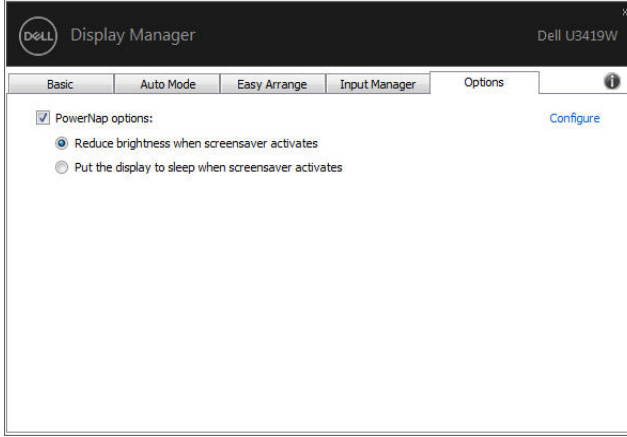 x
DELL Display Manager Dell U3419W
Basic Auto Mode Easy Arrange Input Manager Options
PowerNap options: Configure
Reduce brightness when screensaver activates
Put the display to sleep when screensaver activates